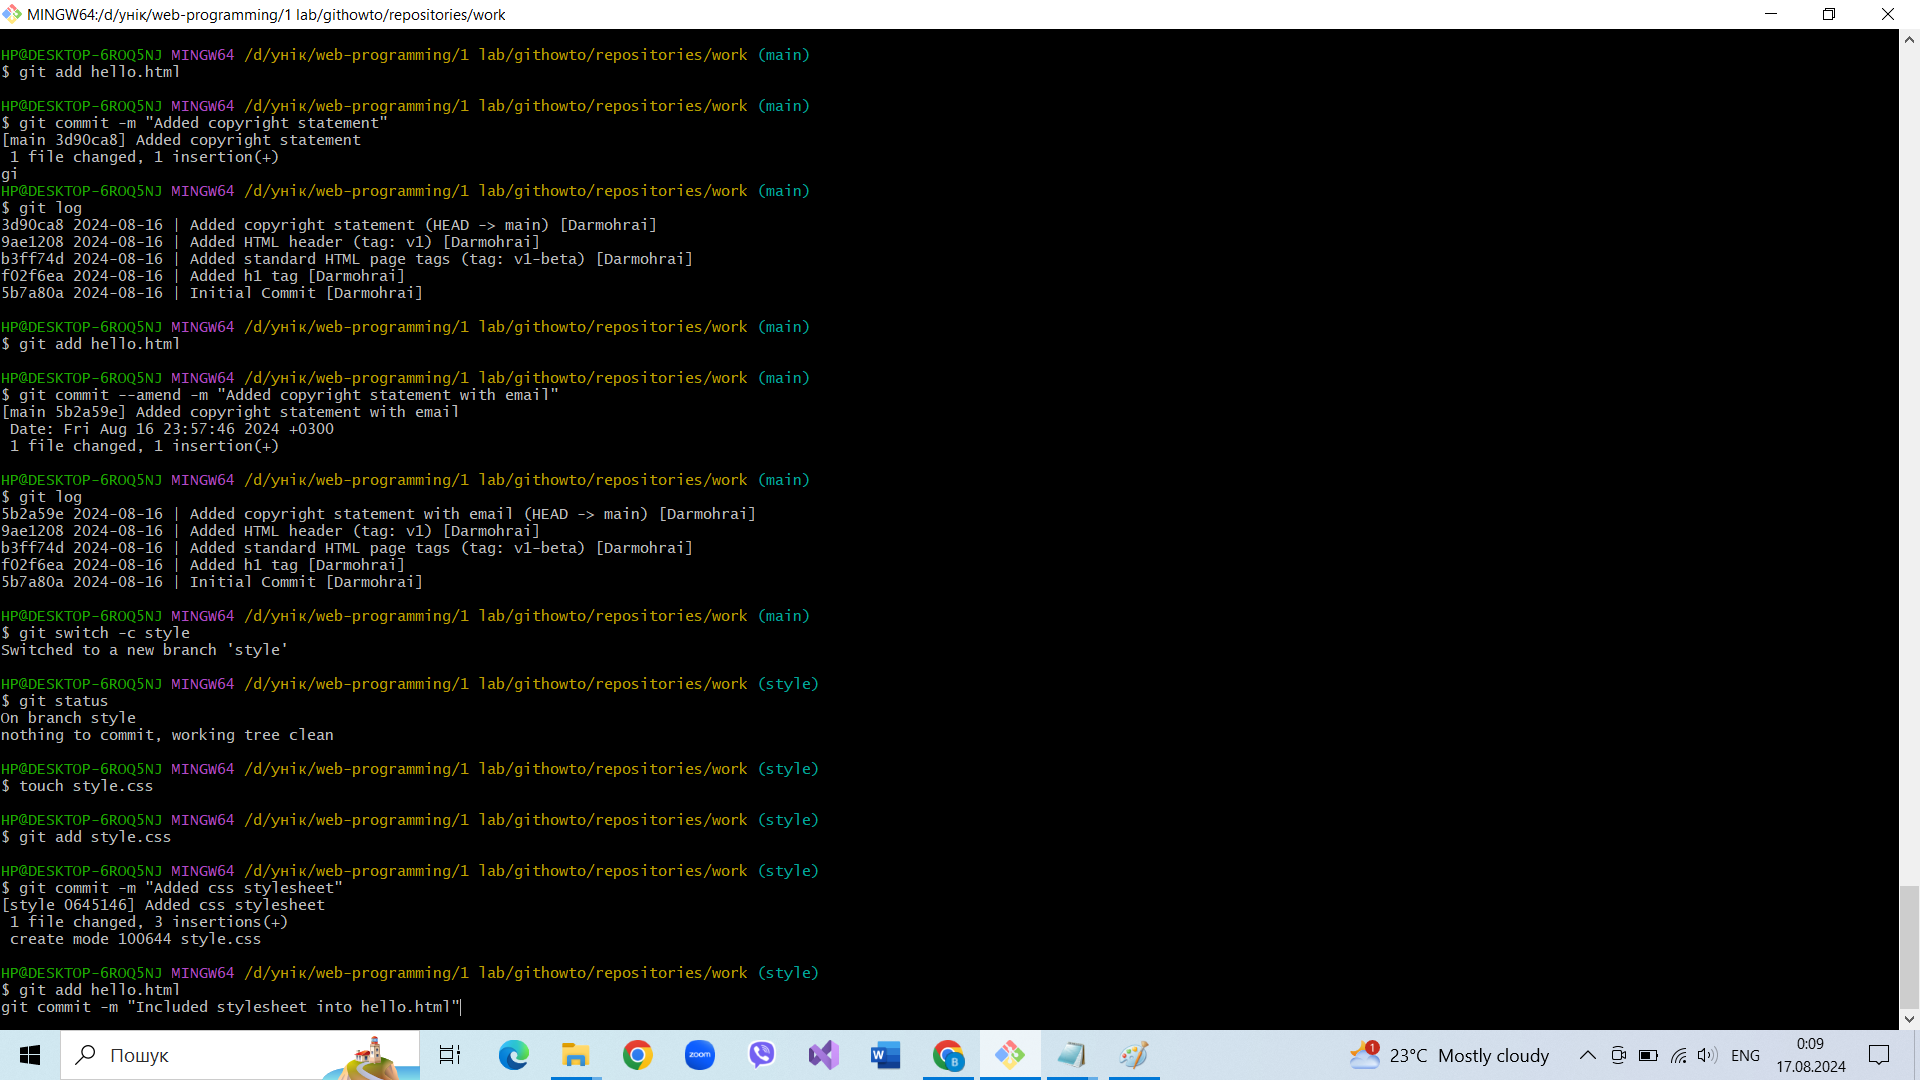 MINGW64:/d/унік/web-programming/1 lab/githowto/repositories/work
HP@DESKTOP-6ROQ5NJ MINGW64 /d/унік/web-programming/1 lab/githowto/repositories/work (main)
$ git add hello.html
HP@DESKTOP-6ROQ5NJ MINGW64 /d/унік/web-programming/1 lab/githowto/repositories/work (main)
$ git commit -m "Added copyright statement"
[main 3d90ca8] Added copyright statement
1 file changed, 1 insertion(+)
gi
HP@DESKTOP-6ROQ5NJ MINGW64 /d/унік/web-programming/1 lab/githowto/repositories/work (main)
$ git log
3d90ca8 2024-08-16 | Added copyright statement (HEAD -> main) [Darmohrai]
9ae1208 2024-08-16 | Added HTML header (tag: v1) [Darmohrai]
b3ff74d 2024-08-16 | Added standard HTML page tags (tag: v1-beta) [Darmohrai]
f02f6ea 2024-08-16 | Added h1 tag [Darmohrai]
5b7a80a 2024-08-16 | Initial Commit [Darmohrai]
HP@DESKTOP-6ROQ5NJ MINGW64 /d/унік/web-programming/1 lab/githowto/repositories/work (main)
$ git add hello.html
HP@DESKTOP-6ROQ5NJ MINGW64 /d/унік/web-programming/1 lab/githowto/repositories/work (main)
$ git commit --amend -m "Added copyright statement with email"
[main 5b2a59e] Added copyright statement with email
Date: Fri Aug 16 23:57:46 2024 +0300
1 file changed, 1 insertion(+)
HP@DESKTOP-6ROQ5NJ MINGW64 /d/унік/web-programming/1 lab/githowto/repositories/work (main)
$ git log
5b2a59e 2024-08-16 | Added copyright statement with email (HEAD -> main) [Darmohrai]
9ae1208 2024-08-16 | Added HTML header (tag: v1) [Darmohrai]
b3ff74d 2024-08-16 | Added standard HTML page tags (tag: v1-beta) [Darmohrai]
f02f6ea 2024-08-16 | Added h1 tag [Darmohrai]
5b7a80a 2024-08-16 | Initial Commit [Darmohrai]
HP@DESKTOP-6ROQ5NJ MINGW64 /d/унік/web-programming/1 lab/githowto/repositories/work (main)
$ git switch -c style
Switched to a new branch 'style'
HP@DESKTOP-6ROQ5NJ MINGW64 /d/унік/web-programming/1 lab/githowto/repositories/work (style)
$ git status
On branch style
nothing to commit, working tree clean
HP@DESKTOP-6ROQ5NJ MINGW64 /d/унік/web-programming/1 lab/githowto/repositories/work (style)
$ touch style.css
HP@DESKTOP-6ROQ5NJ MINGW64 /d/унік/web-programming/1 lab/githowto/repositories/work (style)
$ git add style.css
HP@DESKTOP-6ROQ5NJ MINGW64 /d/унік/web-programming/1 lab/githowto/repositories/work (style)
$ git commit -m "Added css stylesheet"
[style 0645146] Added css stylesheet
1 file changed, 3 insertions(+)
create mode 100644 style.css
HP@DESKTOP-6ROQ5NJ MINGW64 /d/унік/web-programming/1 lab/githowto/repositories/work (style)
$ git add hello.html
git commit -m "Included stylesheet into hello.html"
Пошук
zoom
W
B
1
23°C Mostly cloudy
ENG
0:09
17.08.2024